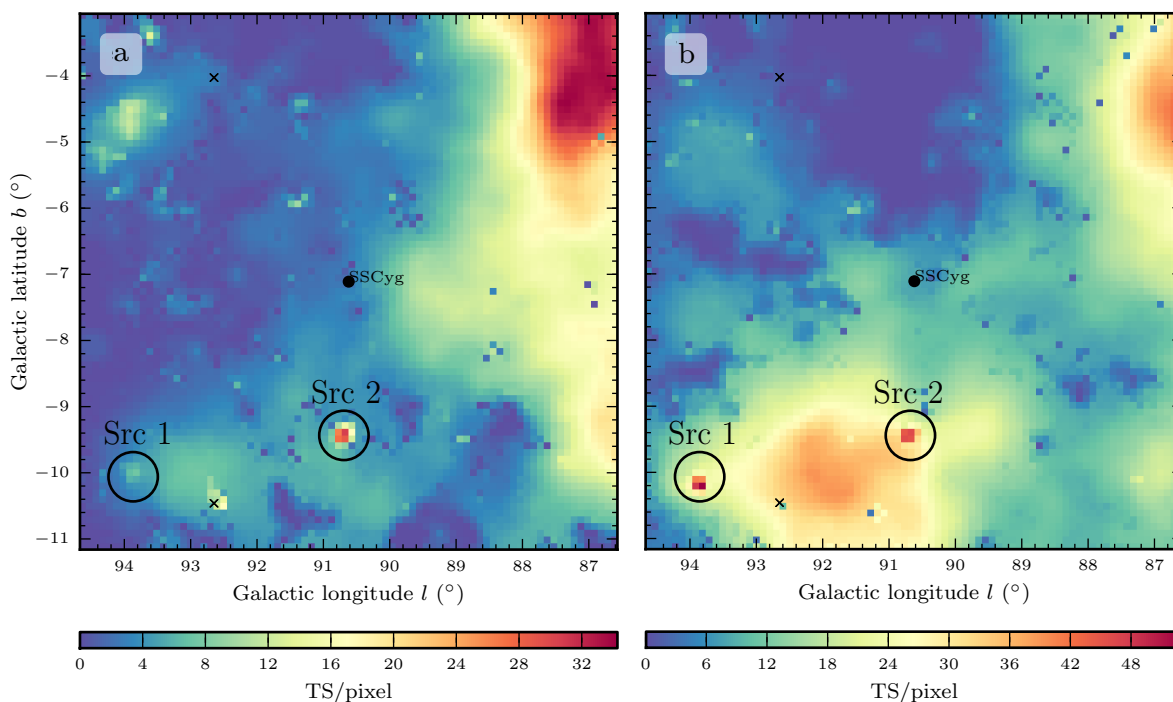 a
b
−4
−5
−6
−7
−8
−9
−10
−11
Galactic latitude b (°)
SSCyg
SSCyg
Src 2
Src 2
Src 1
Src 1
94 93 92 91 90 89 88 87
94 93 92 91 90 89 88 87
Galactic longitude l (°)
Galactic longitude l (°)
0 4 8 12 16 20 24 28 32
0 6 12 18 24 30 36 42 48
TS/pixel
TS/pixel